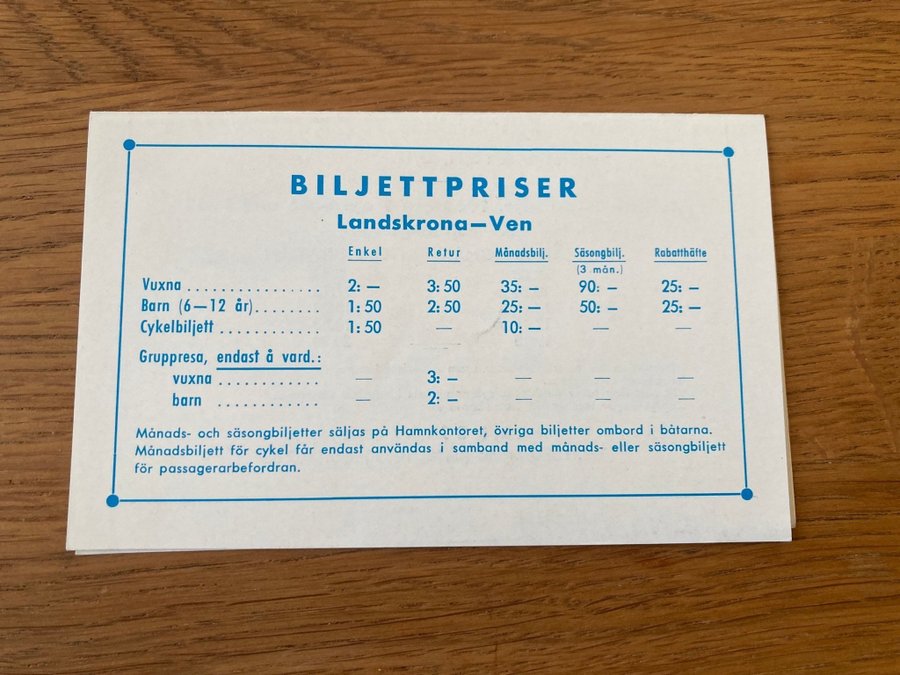 BILJETTPRISER
Landskrona—Ven
Enkel Retur Månadsbilj. Säsongbilj. Rabatthäfte
(3 mån.)
Vuxna ................ 2: — 3: 50 35: — 90: — 25: —
Barn (6—12 år)........ 1: 50 2: 50 25: — 50: — 25: —
Cykelbiljett ............ 1: 50 — 10: — — —
Gruppresa, endast å vard.:
vuxna ............ — 3: — — — —
barn ............ — 2: — — — —
Månads- och säsongbiljetter säljas på Hamnkontoret, övriga biljetter ombord i båtarna.
Månadsbiljett för cykel får endast användas i samband med månads- eller säsongbiljett
för passagerarbefordran.